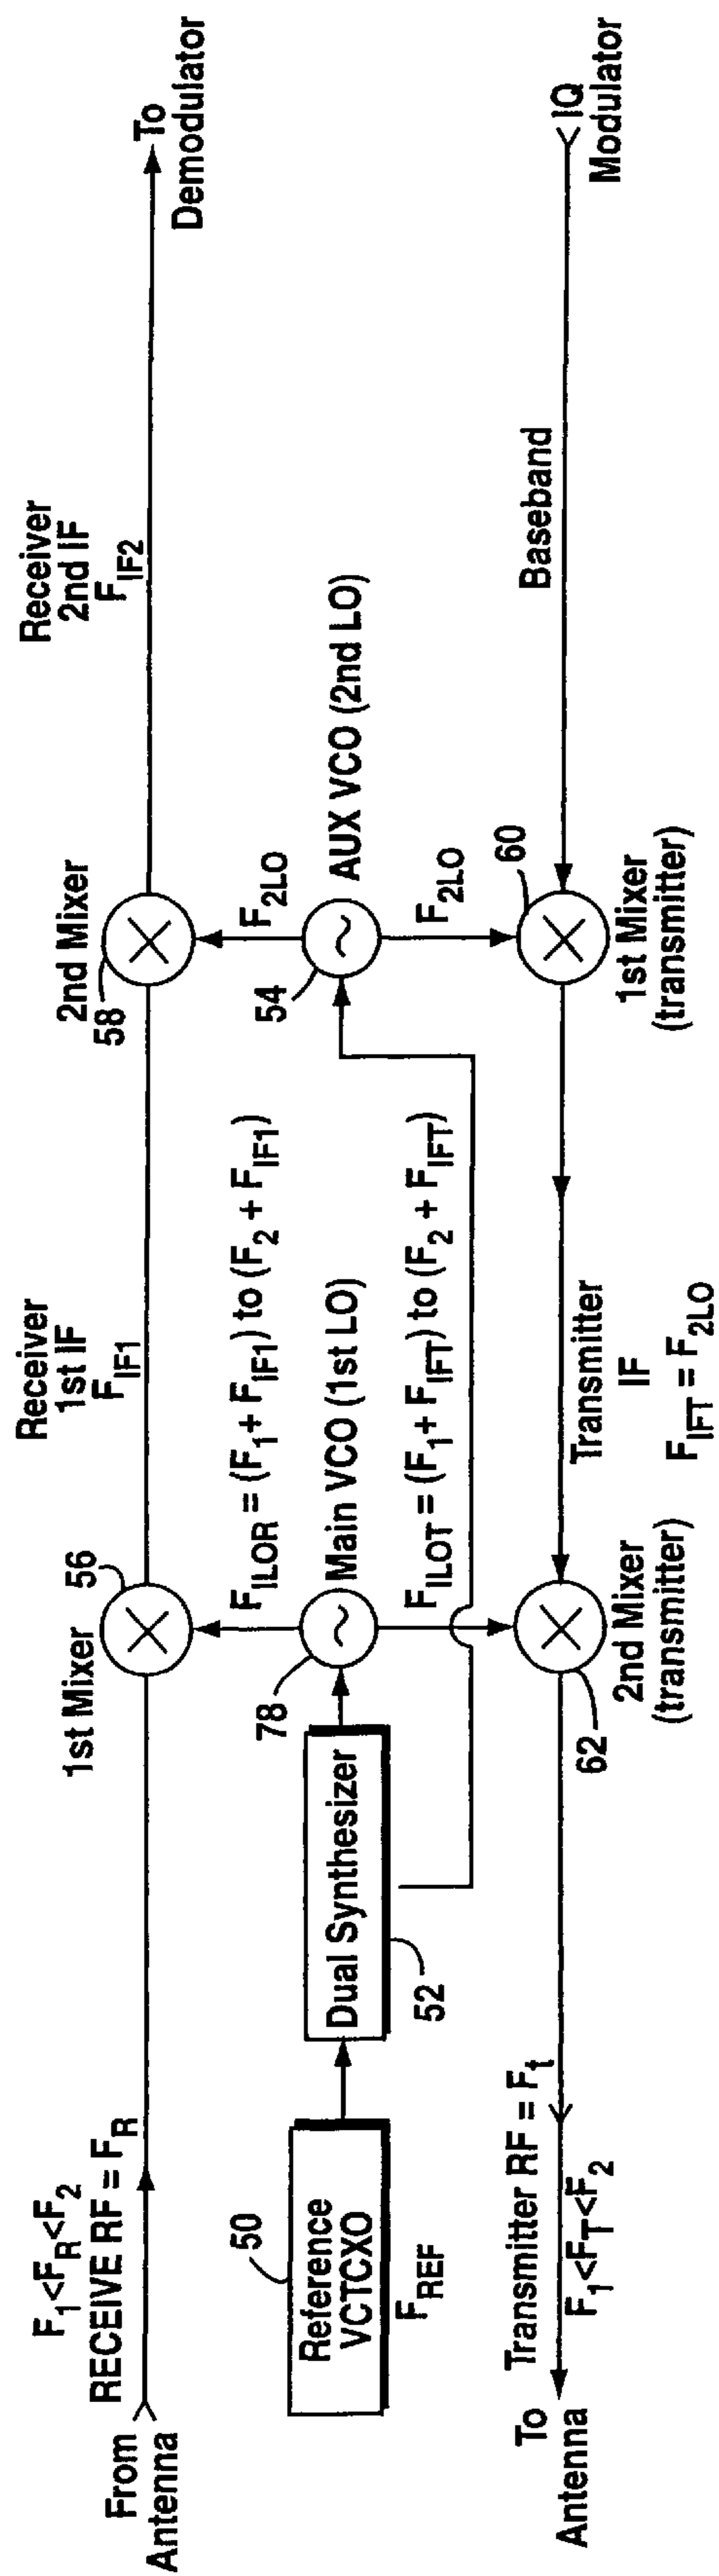 From
Antenna
F1<FR<F2
RECEIVE RF = FR
1st Mixer
56
Receiver
1st IF
FIF1
2nd Mixer
58
Receiver
2nd IF
FIF2
To
Demodulator
50
Reference
VCTCXO
FREF
Dual Synthesizer
52
78
Main VCO (1st LO)
FILOR = (F1+ FIF1) to (F2 + FIF1)
FILOT = (F1 + FIFT) to (F2 + FIFT)
54
AUX VCO (2nd LO)
F2LO
F2LO
To
Antenna
Transmitter RF = Ft
F1<FT<F2
62
2nd Mixer
(transmitter)
Transmitter
IF
FIFT = F2LO
60
1st Mixer
(transmitter)
Baseband
IQ
Modulator